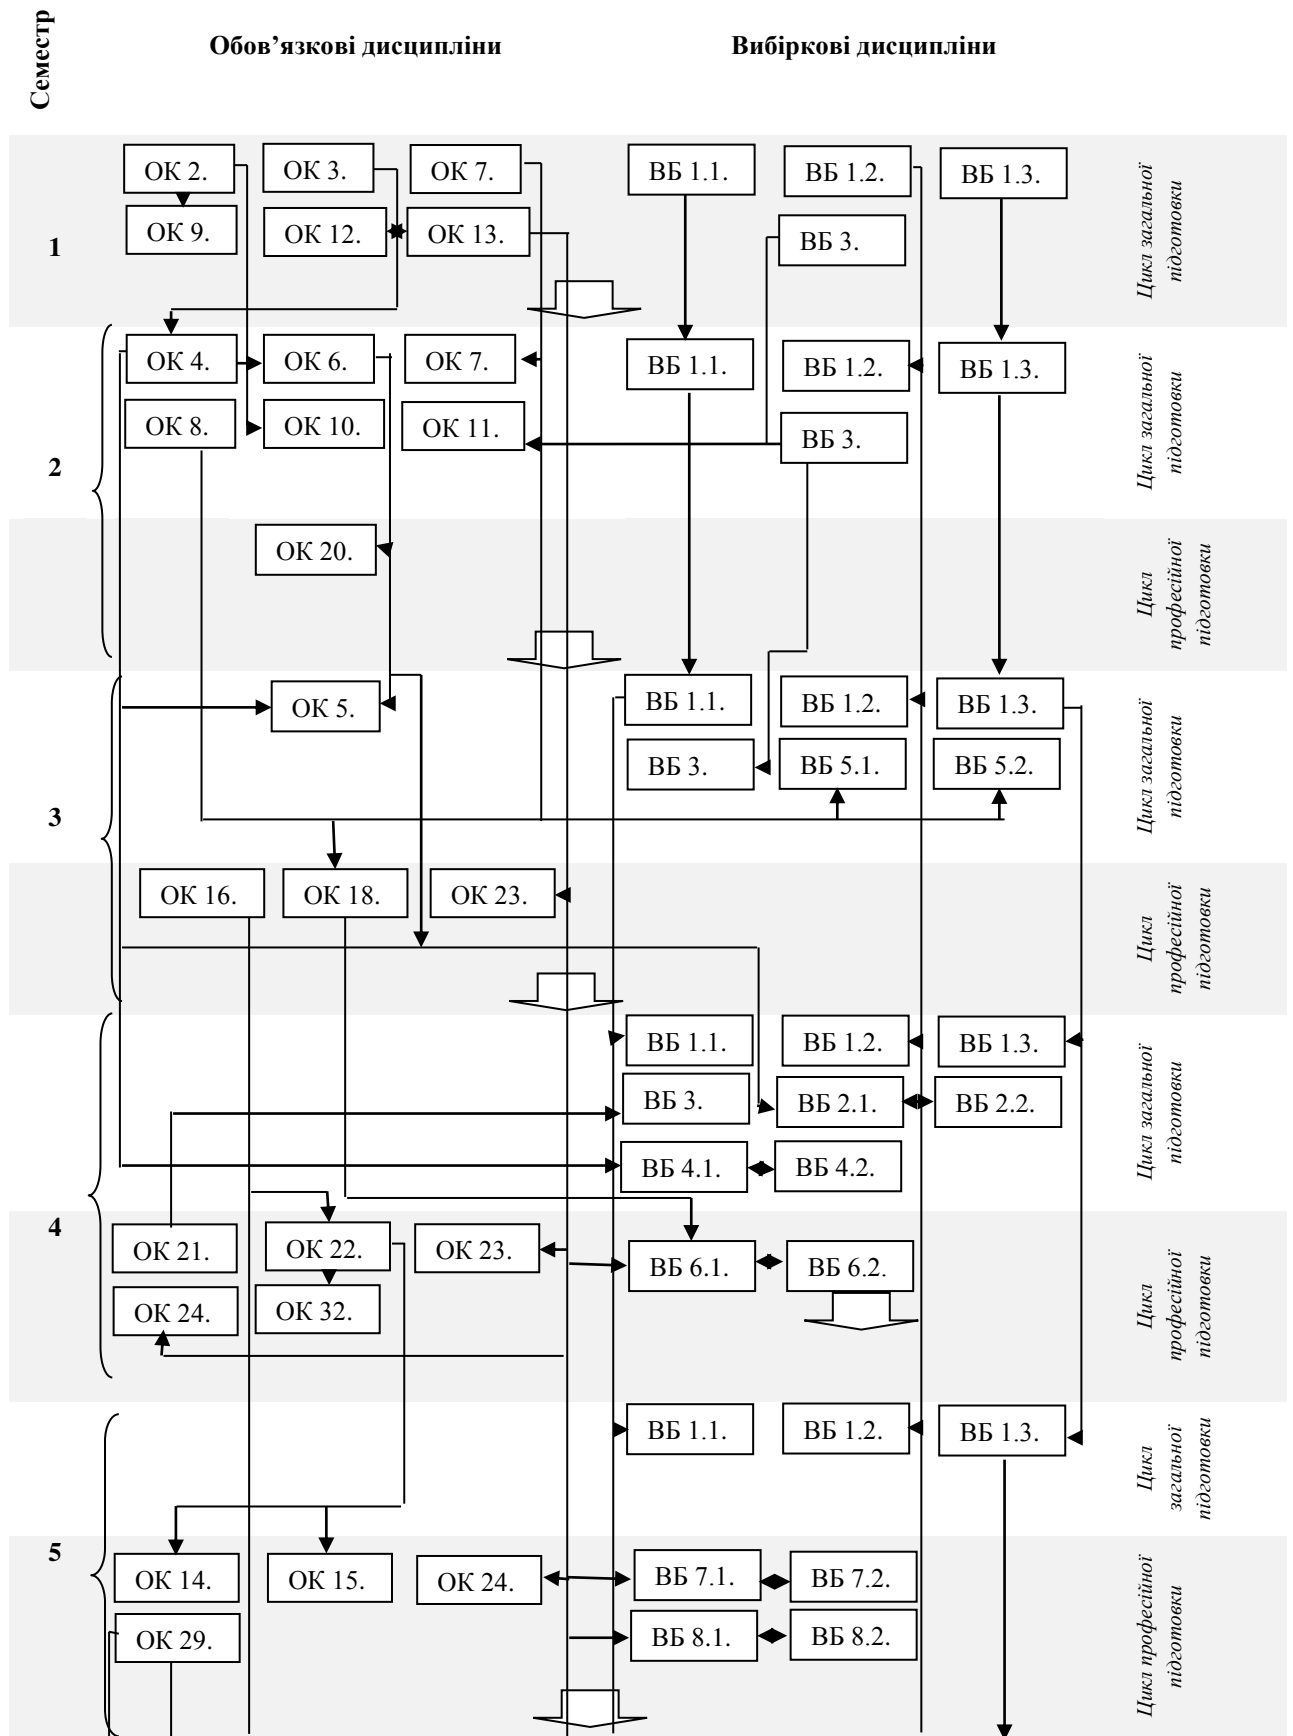 Семестр
Обов’язкові дисципліни
Вибіркові дисципліни
1
ОК 2.
ОК 3.
ОК 7.
ВБ 1.1.
ВБ 1.2.
ВБ 1.3.
ОК 9.
ОК 12.
ОК 13.
ВБ 3.
Цикл загальної
підготовки
2
ОК 4.
ОК 6.
ОК 7.
ВБ 1.1.
ВБ 1.2.
ВБ 1.3.
ОК 8.
ОК 10.
ОК 11.
ВБ 3.
Цикл загальної
підготовки
ОК 20.
Цикл
професійної
підготовки
3
ОК 5.
ВБ 1.1.
ВБ 1.2.
ВБ 1.3.
ВБ 3.
ВБ 5.1.
ВБ 5.2.
Цикл загальної
підготовки
ОК 16.
ОК 18.
ОК 23.
Цикл
професійної
підготовки
4
ВБ 1.1.
ВБ 1.2.
ВБ 1.3.
ВБ 3.
ВБ 2.1.
ВБ 2.2.
ВБ 4.1.
ВБ 4.2.
Цикл загальної
підготовки
ОК 21.
ОК 22.
ОК 23.
ВБ 6.1.
ВБ 6.2.
ОК 24.
ОК 32.
Цикл
професійної
підготовки
5
ВБ 1.1.
ВБ 1.2.
ВБ 1.3.
Цикл
загальної
підготовки
ОК 14.
ОК 15.
ОК 24.
ВБ 7.1.
ВБ 7.2.
ОК 29.
ВБ 8.1.
ВБ 8.2.
Цикл професійної
підготовки